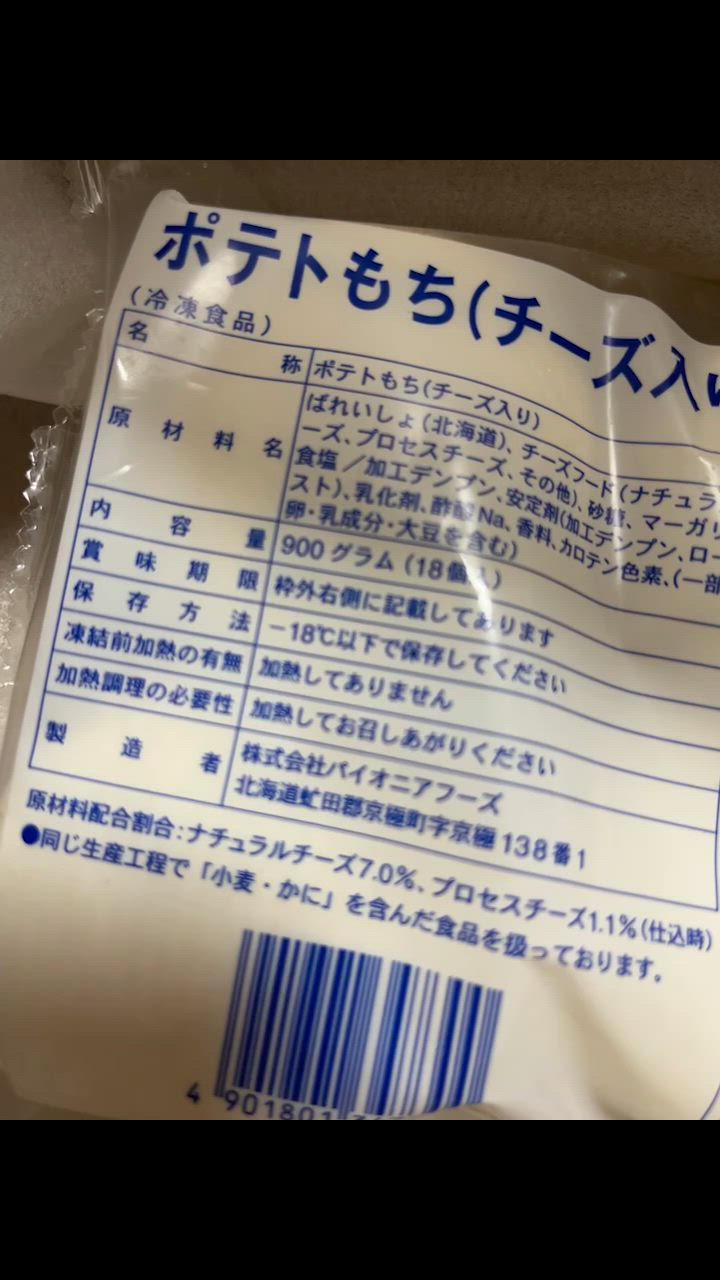 ポテトもち(チーズ入り
(冷凍食品)
名称 ポテトもち(チーズ入り)
原材料名 ばれいしょ(北海道)、チーズフード(ナチュラ
ーズ、プロセスチーズ、その他)、砂糖、マーガリ
食塩／加工デンプン、安定剤(加工デンプン、ロー
スト)、乳化剤、酢酸Na、香料、カロテン色素、(一部
卵・乳成分・大豆を含む)
内容量 900グラム(18個入)
賞味期限 枠外右側に記載してあります
保存方法 －18℃以下で保存してください
凍結前加熱の有無 加熱してありません
加熱調理の必要性 加熱してお召しあがりください
製造者 株式会社パイオニアフーズ
北海道虻田郡京極町字京極138番1
原材料配合割合:ナチュラルチーズ7.0%、プロセスチーズ1.1%(仕込時)
●同じ生産工程で「小麦・かに」を含んだ食品を扱っております。
4 901801